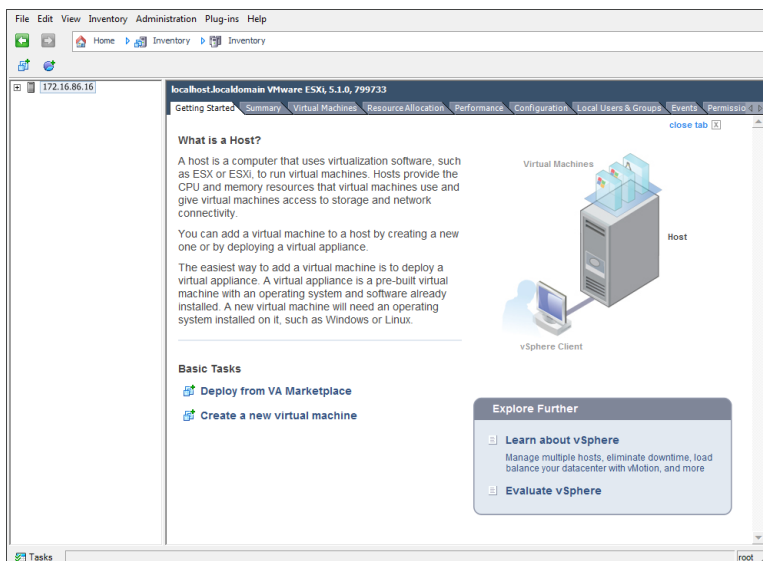 File Edit View Inventory Administration Plug-ins Help
Home Inventory Inventory
172.16.86.16
localhost.localdomain VMware ESXi, 5.1.0, 799733
Getting Started Summary Virtual Machines Resource Allocation Performance Configuration Local Users & Groups Events Permissio
close tab
What is a Host?
A host is a computer that uses virtualization software, such
as ESX or ESXi, to run virtual machines. Hosts provide the
CPU and memory resources that virtual machines use and
give virtual machines access to storage and network
connectivity.
You can add a virtual machine to a host by creating a new
one or by deploying a virtual appliance.
The easiest way to add a virtual machine is to deploy a
virtual appliance. A virtual appliance is a pre-built virtual
machine with an operating system and software already
installed. A new virtual machine will need an operating
system installed on it, such as Windows or Linux.
Virtual Machines
Host
vSphere Client
Basic Tasks
Deploy from VA Marketplace
Create a new virtual machine
Explore Further
Learn about vSphere
Manage multiple hosts, eliminate downtime, load
balance your datacenter with vMotion, and more
Evaluate vSphere
Tasks
root